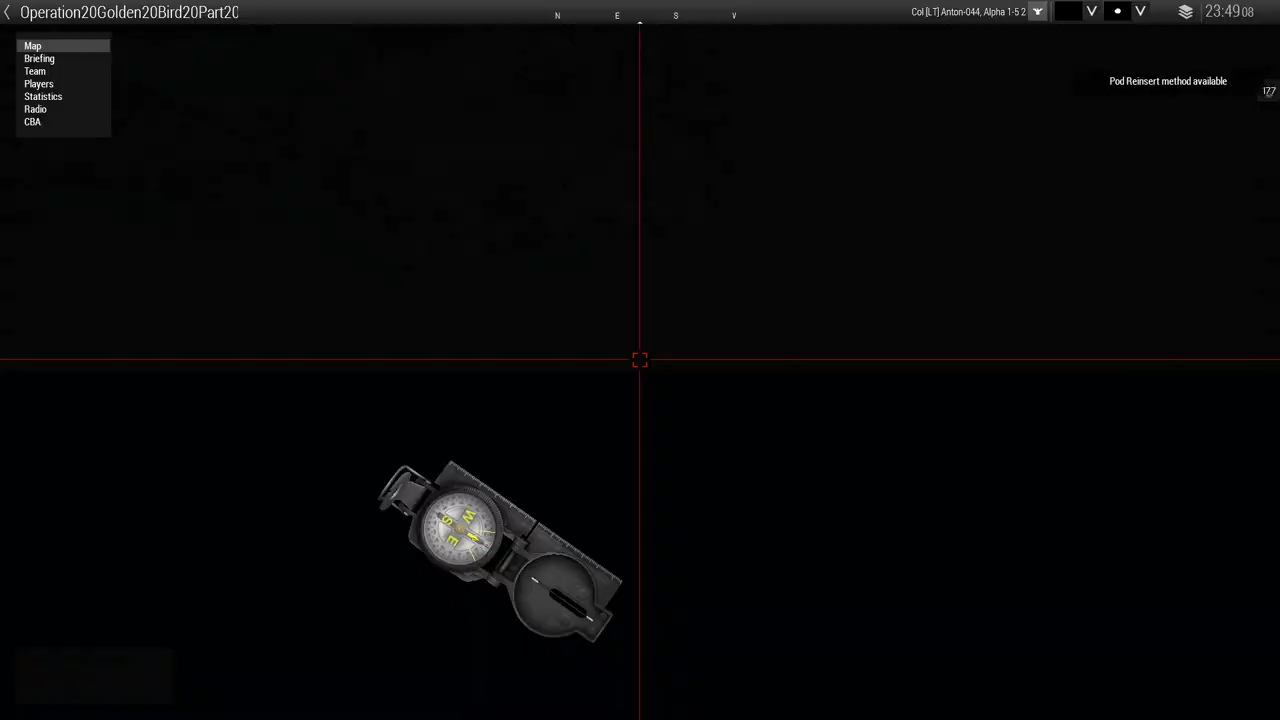 Operation20Golden20Bird20Part20
N E S V
Col [LT] Anton-044, Alpha 1-5 2
V
V
23:49 08
Map
Briefing
Team
Players
Statistics
Radio
CBA
Pod Reinsert method available
177
W
S
E